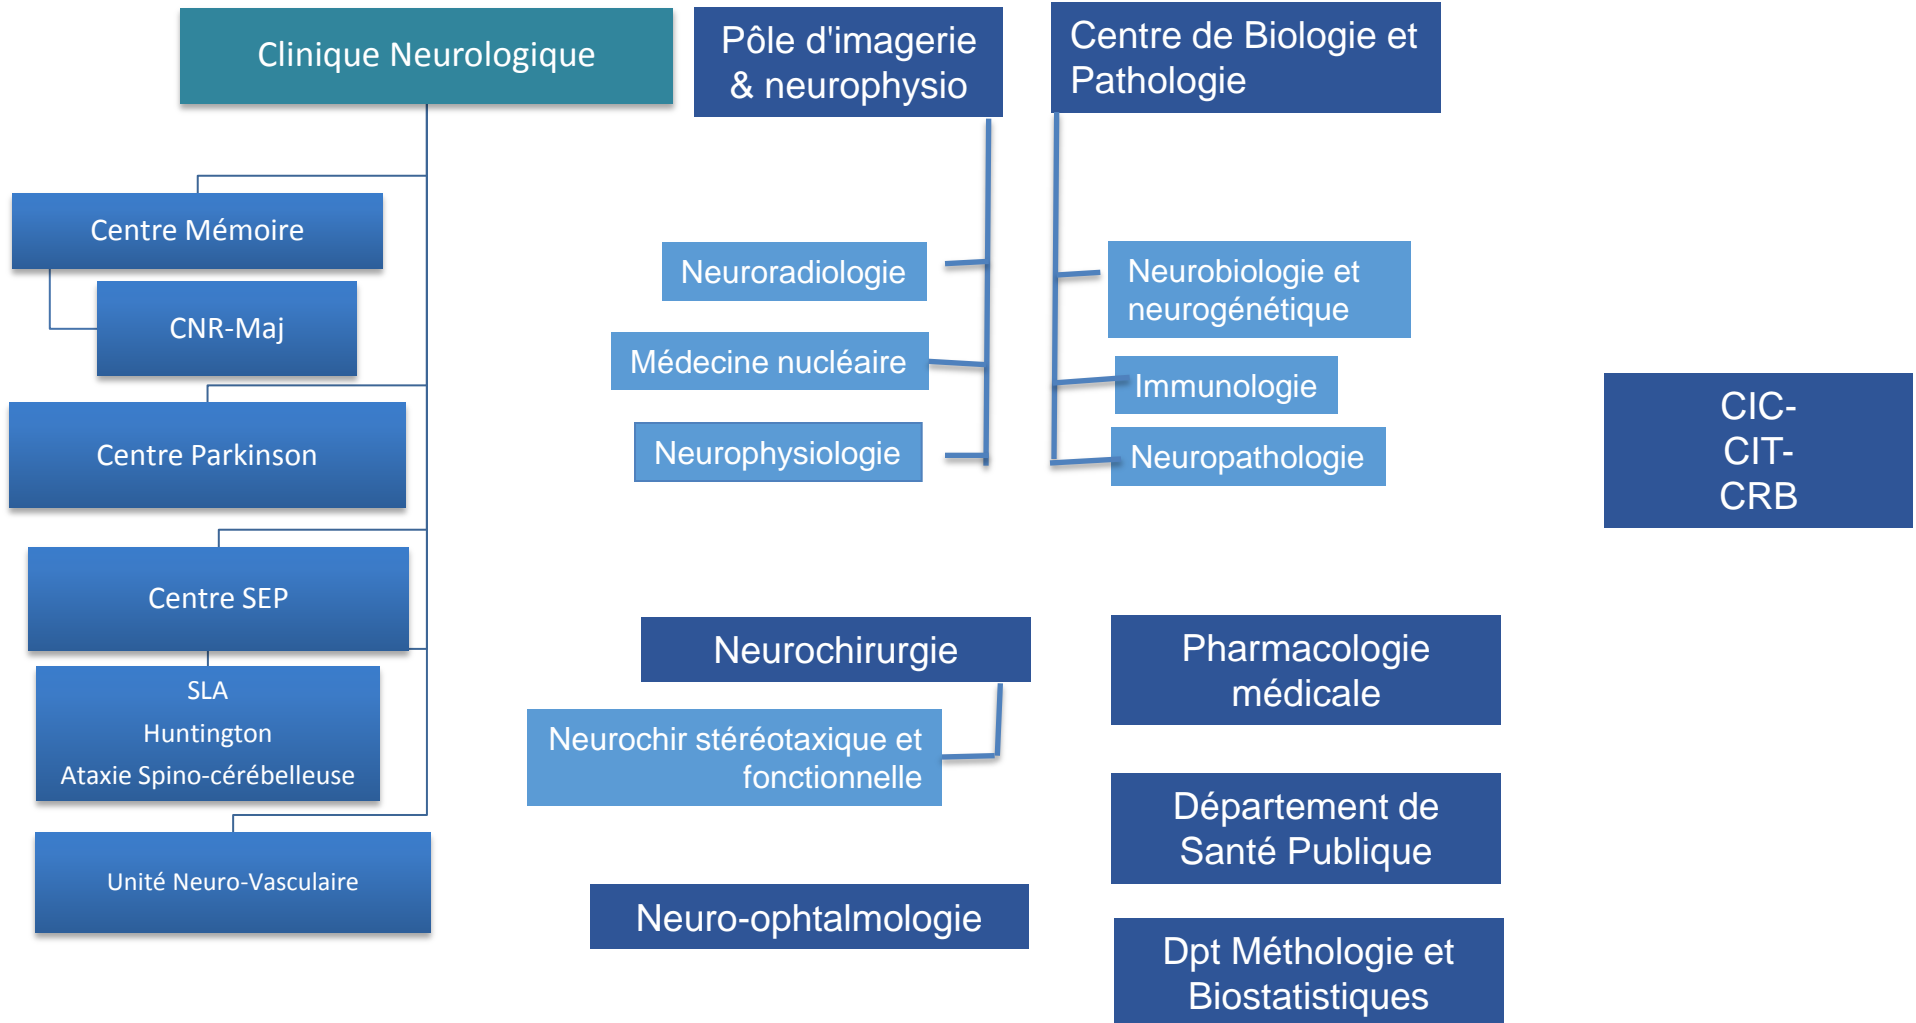 Clinique Neurologique
Centre Mémoire
CNR-Maj
Centre Parkinson
Centre SEP
SLA
Huntington
Ataxie Spino-cérébelleuse
Unité Neuro-Vasculaire
Pôle d'imagerie
& neurophysio
Neuroradiologie
Médecine nucléaire
Neurophysiologie
Neurochirurgie
Neurochir stéréotaxique et
fonctionnelle
Neuro-ophtalmologie
Centre de Biologie et
Pathologie
Neurobiologie et
neurogénétique
Immunologie
Neuropathologie
Pharmacologie
médicale
Département de
Santé Publique
Dpt Méthologie et
Biostatistiques
CIC-
CIT-
CRB